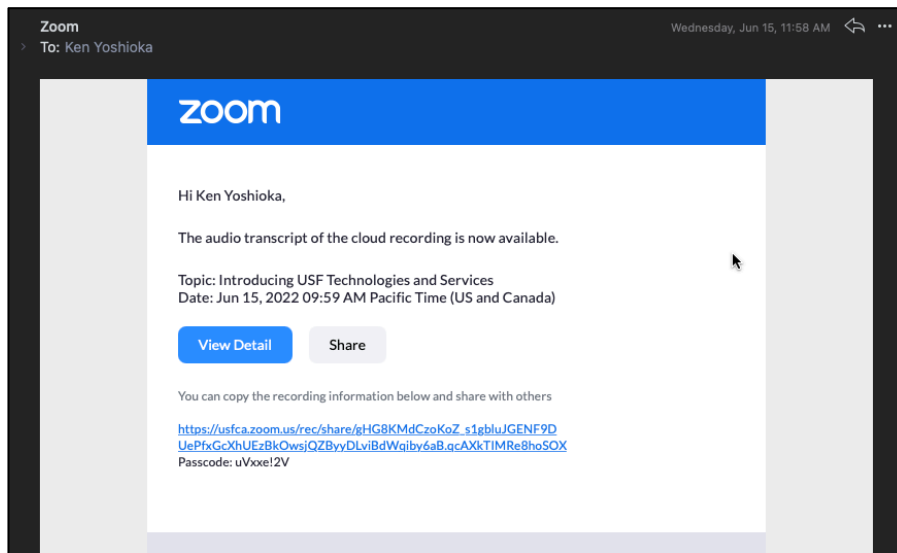 Zoom
Wednesday, Jun 15, 11:58 AM
To: Ken Yoshioka
zoom
Hi Ken Yoshioka,
The audio transcript of the cloud recording is now available.
Topic: Introducing USF Technologies and Services
Date: Jun 15, 2022 09:59 AM Pacific Time (US and Canada)
View Detail
Share
You can copy the recording information below and share with others
https://usfca.zoom.us/rec/share/gHG8KMdCzoKoZ_s1gbluJGENF9D
UePfxGcXhUEzBkOwsjQZByyDLviBdWqiby6aB.qcAXkTIMRe8hoSOX
Passcode: uVxxe!2V